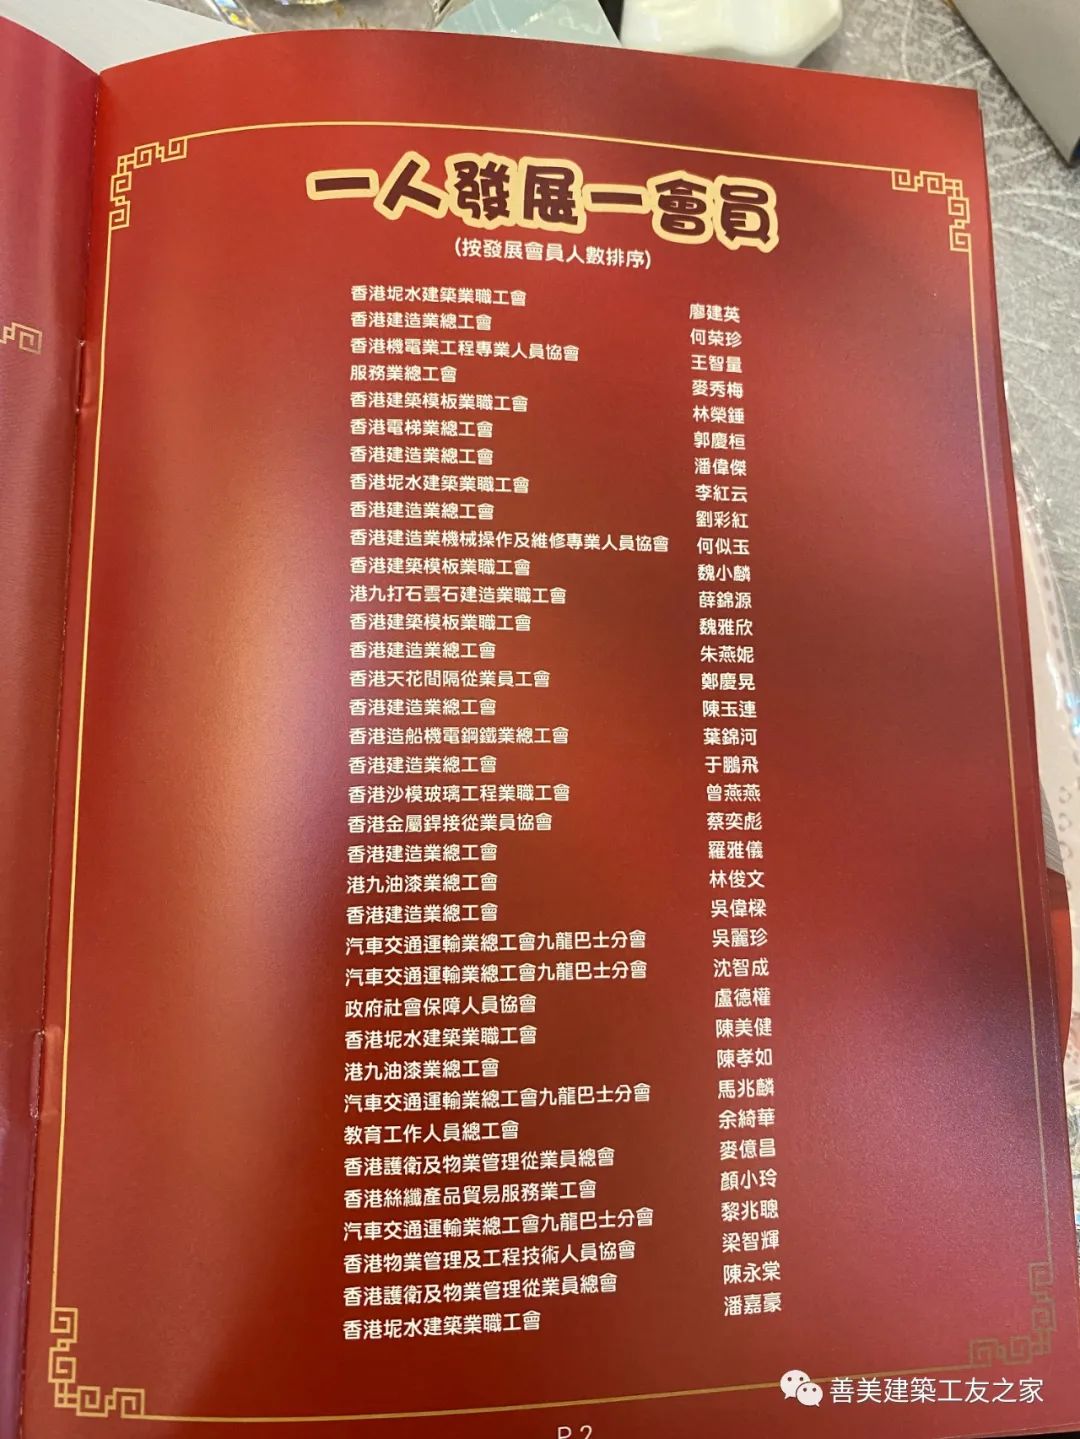 一人發展一會員
(按發展會員人數排序)
香港坭水建築業職工會 廖建英
香港建造業總工會 何荣珍
香港機電業工程專業人員協會 王智量
服務業總工會 麥秀梅
香港建築模板業職工會 林榮鍾
香港電梯業總工會 郭慶桓
香港建造業總工會 潘偉傑
香港坭水建築業職工會 李紅云
香港建造業總工會 劉彩紅
香港建造業機械操作及維修專業人員協會 何似玉
香港建築模板業職工會 魏小麟
港九打石雲石建造業職工會 薛錦源
香港建築模板業職工會 魏雅欣
香港建造業總工會 朱燕妮
香港天花間隔從業員工會 鄭慶晃
香港建造業總工會 陳玉連
香港造船機電鋼鐵業總工會 葉錦河
香港建造業總工會 于鵬飛
香港沙模玻璃工程業職工會 曾燕燕
香港金屬銲接從業員協會 蔡奕彪
香港建造業總工會 羅雅儀
港九油漆業總工會 林俊文
香港建造業總工會 吳偉樑
汽車交通運輸業總工會九龍巴士分會 吳麗珍
汽車交通運輸業總工會九龍巴士分會 沈智成
政府社會保障人員協會 盧德權
香港坭水建築業職工會 陳美健
港九油漆業總工會 陳孝如
汽車交通運輸業總工會九龍巴士分會 馬兆麟
教育工作人員總工會 余綺華
香港護衛及物業管理從業員總會 麥億昌
香港絲纖產品貿易服務業工會 顏小玲
汽車交通運輸業總工會九龍巴士分會 黎兆聰
香港物業管理及工程技術人員協會 梁智輝
香港護衛及物業管理從業員總會 陳永棠
香港坭水建築業職工會 潘嘉豪
善美建築工友之家
P.2